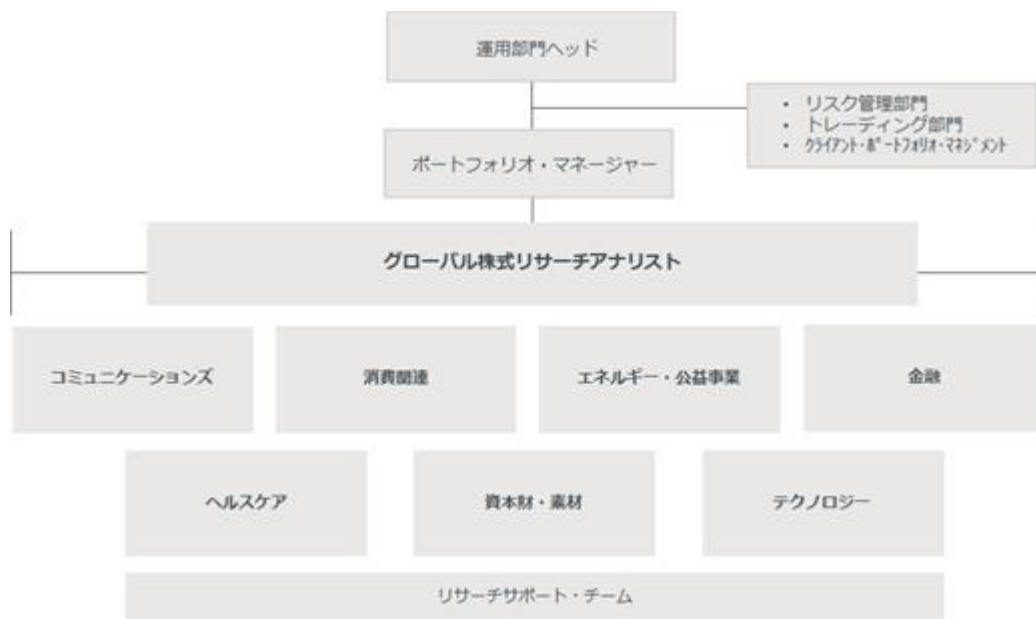 運用部門ヘッド
• リスク管理部門
• トレーディング部門
• ｸﾗｲｱﾝﾄ･ﾎﾟｰﾄﾌｫﾘｵ･ﾏﾈｼﾞﾒﾝﾄ
ポートフォリオ・マネージャー
グローバル株式リサーチアナリスト
コミュニケーションズ
消費関連
エネルギー・公益事業
金融
ヘルスケア
資本財・素材
テクノロジー
リサーチサポート・チーム